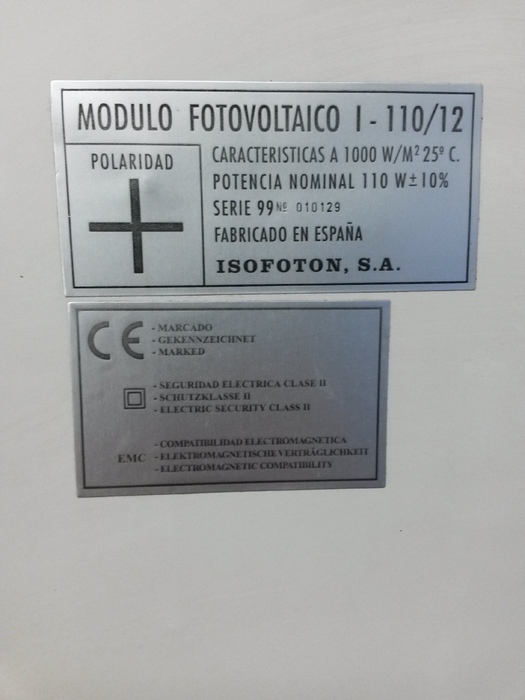 MODULO FOTOVOLTAICO I - 110/12
POLARIDAD
+
CARACTERISTICAS A 1000 W/M² 25º C.
POTENCIA NOMINAL 110 W±10%
SERIE 99 Nº 010129
FABRICADO EN ESPAÑA
ISOFOTON, S.A.
CE - MARCADO
- GEKENNZEICHNET
- MARKED
- SEGURIDAD ELECTRICA CLASE II
- SCHUTZKLASSE II
- ELECTRIC SECURITY CLASS II
- COMPATIBILIDAD ELECTROMAGNETICA
EMC - ELEKTROMAGNETISCHE VERTRÄGLICHKEIT
- ELECTROMAGNETIC COMPATIBILITY